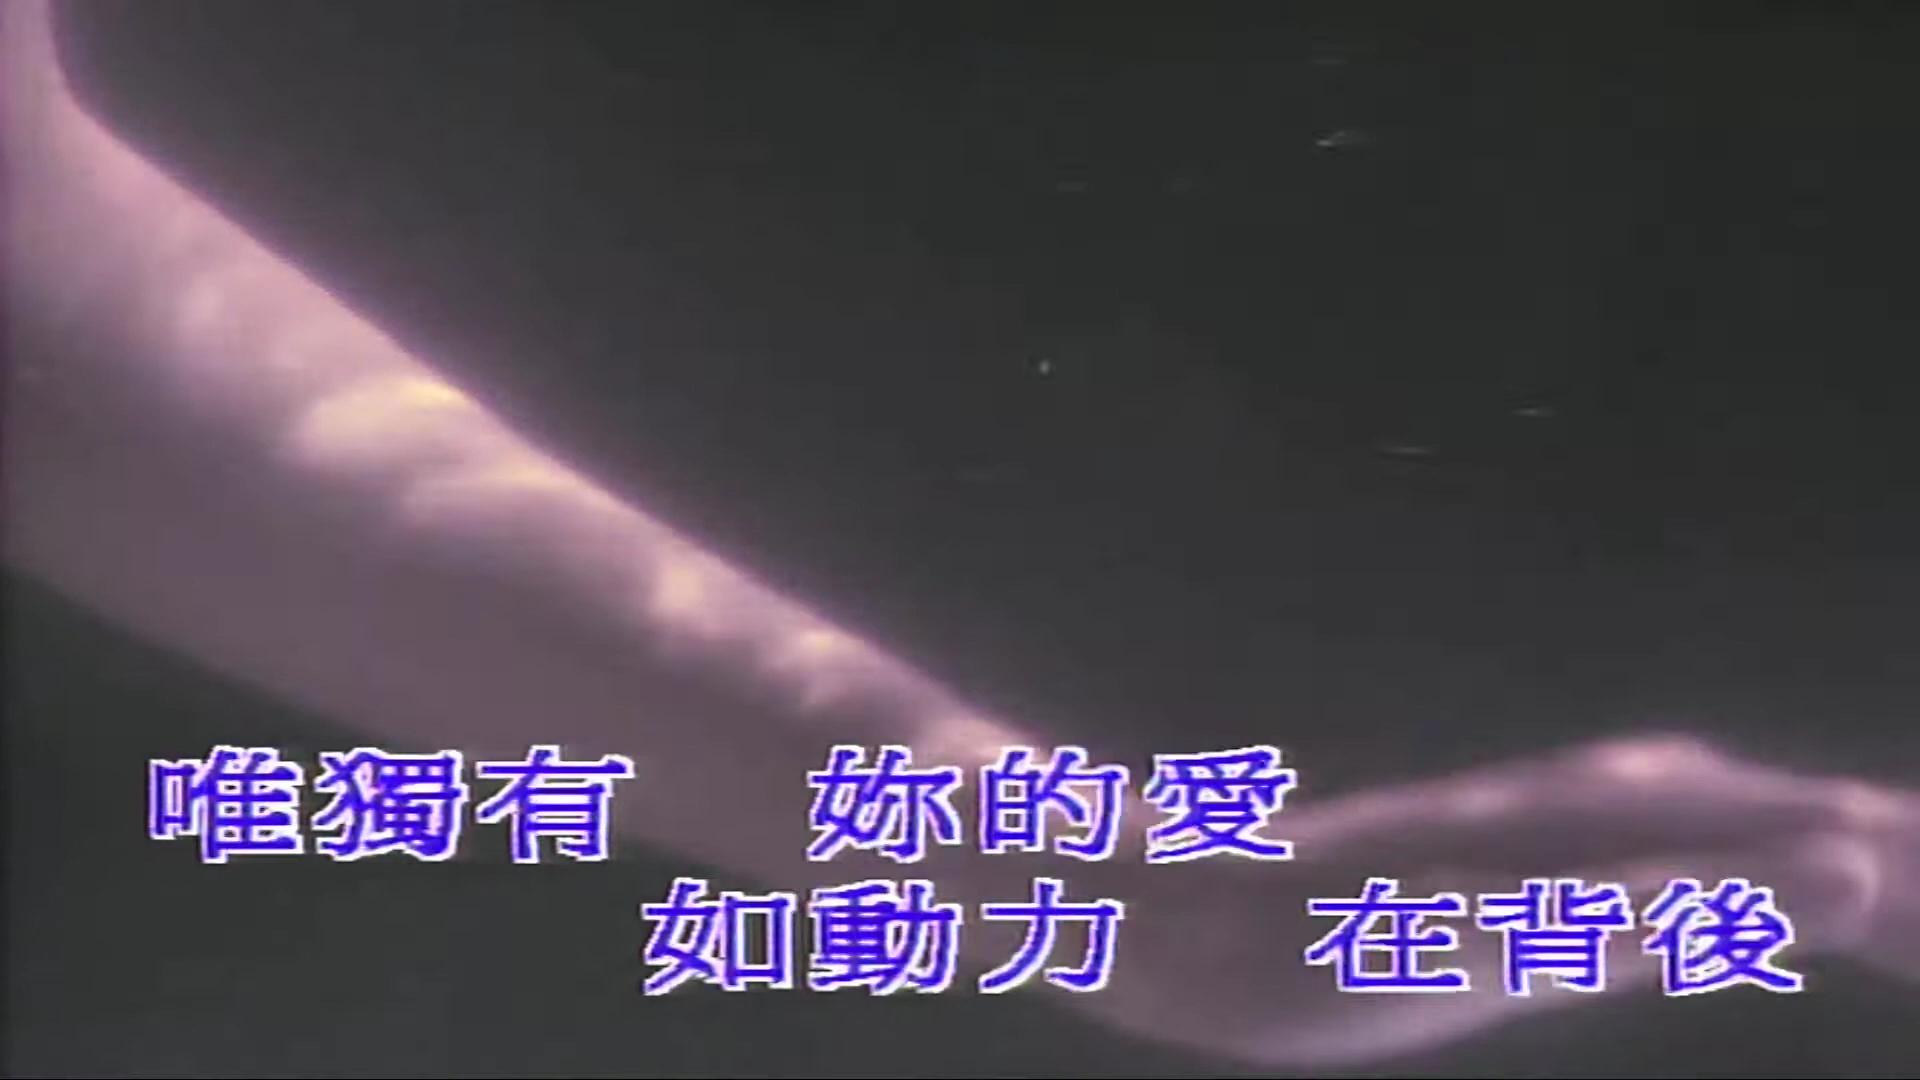 唯獨有　妳的愛
如動力　在背後